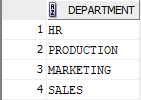 DEPARTMENT
1 HR
2 PRODUCTION
3 MARKETING
4 SALES